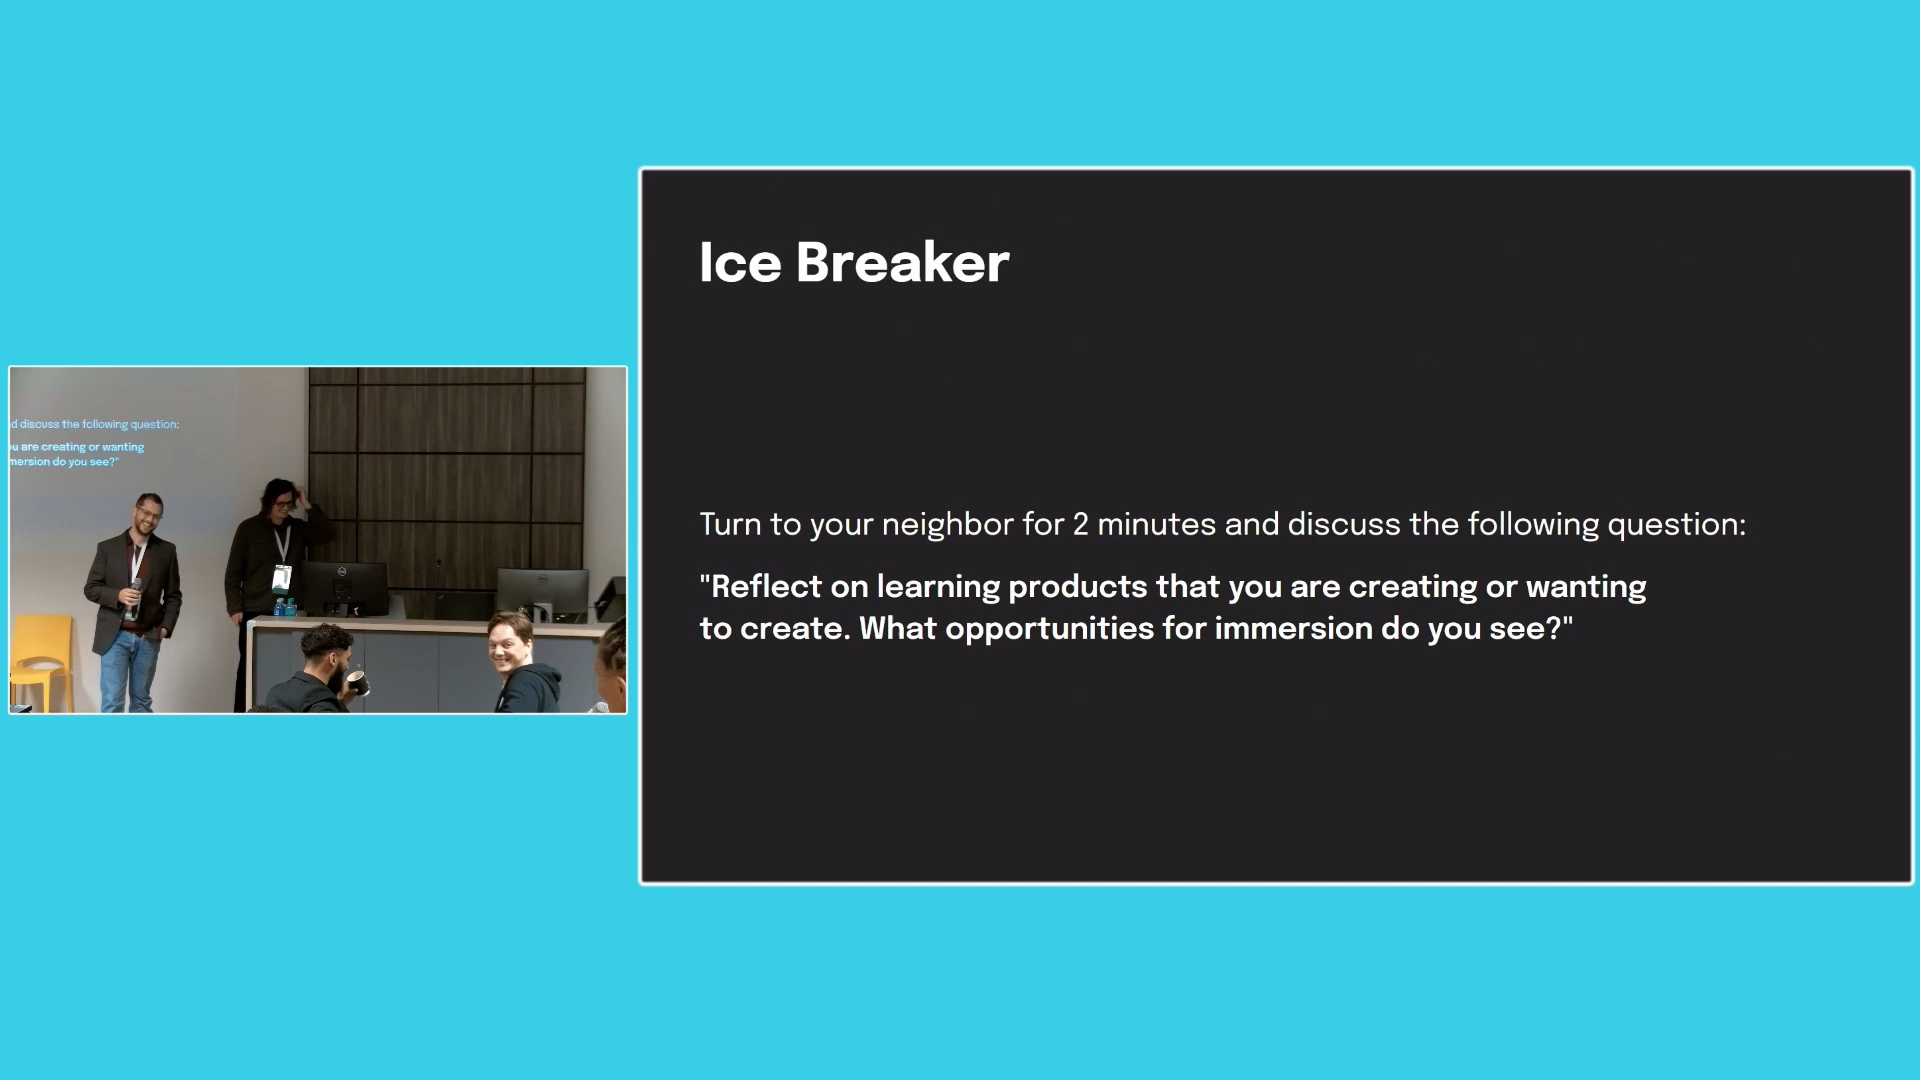 Ice Breaker
Turn to your neighbor for 2 minutes and discuss the following question:
"Reflect on learning products that you are creating or wanting
to create. What opportunities for immersion do you see?"
d discuss the following question:
u are creating or wanting
mersion do you see?"